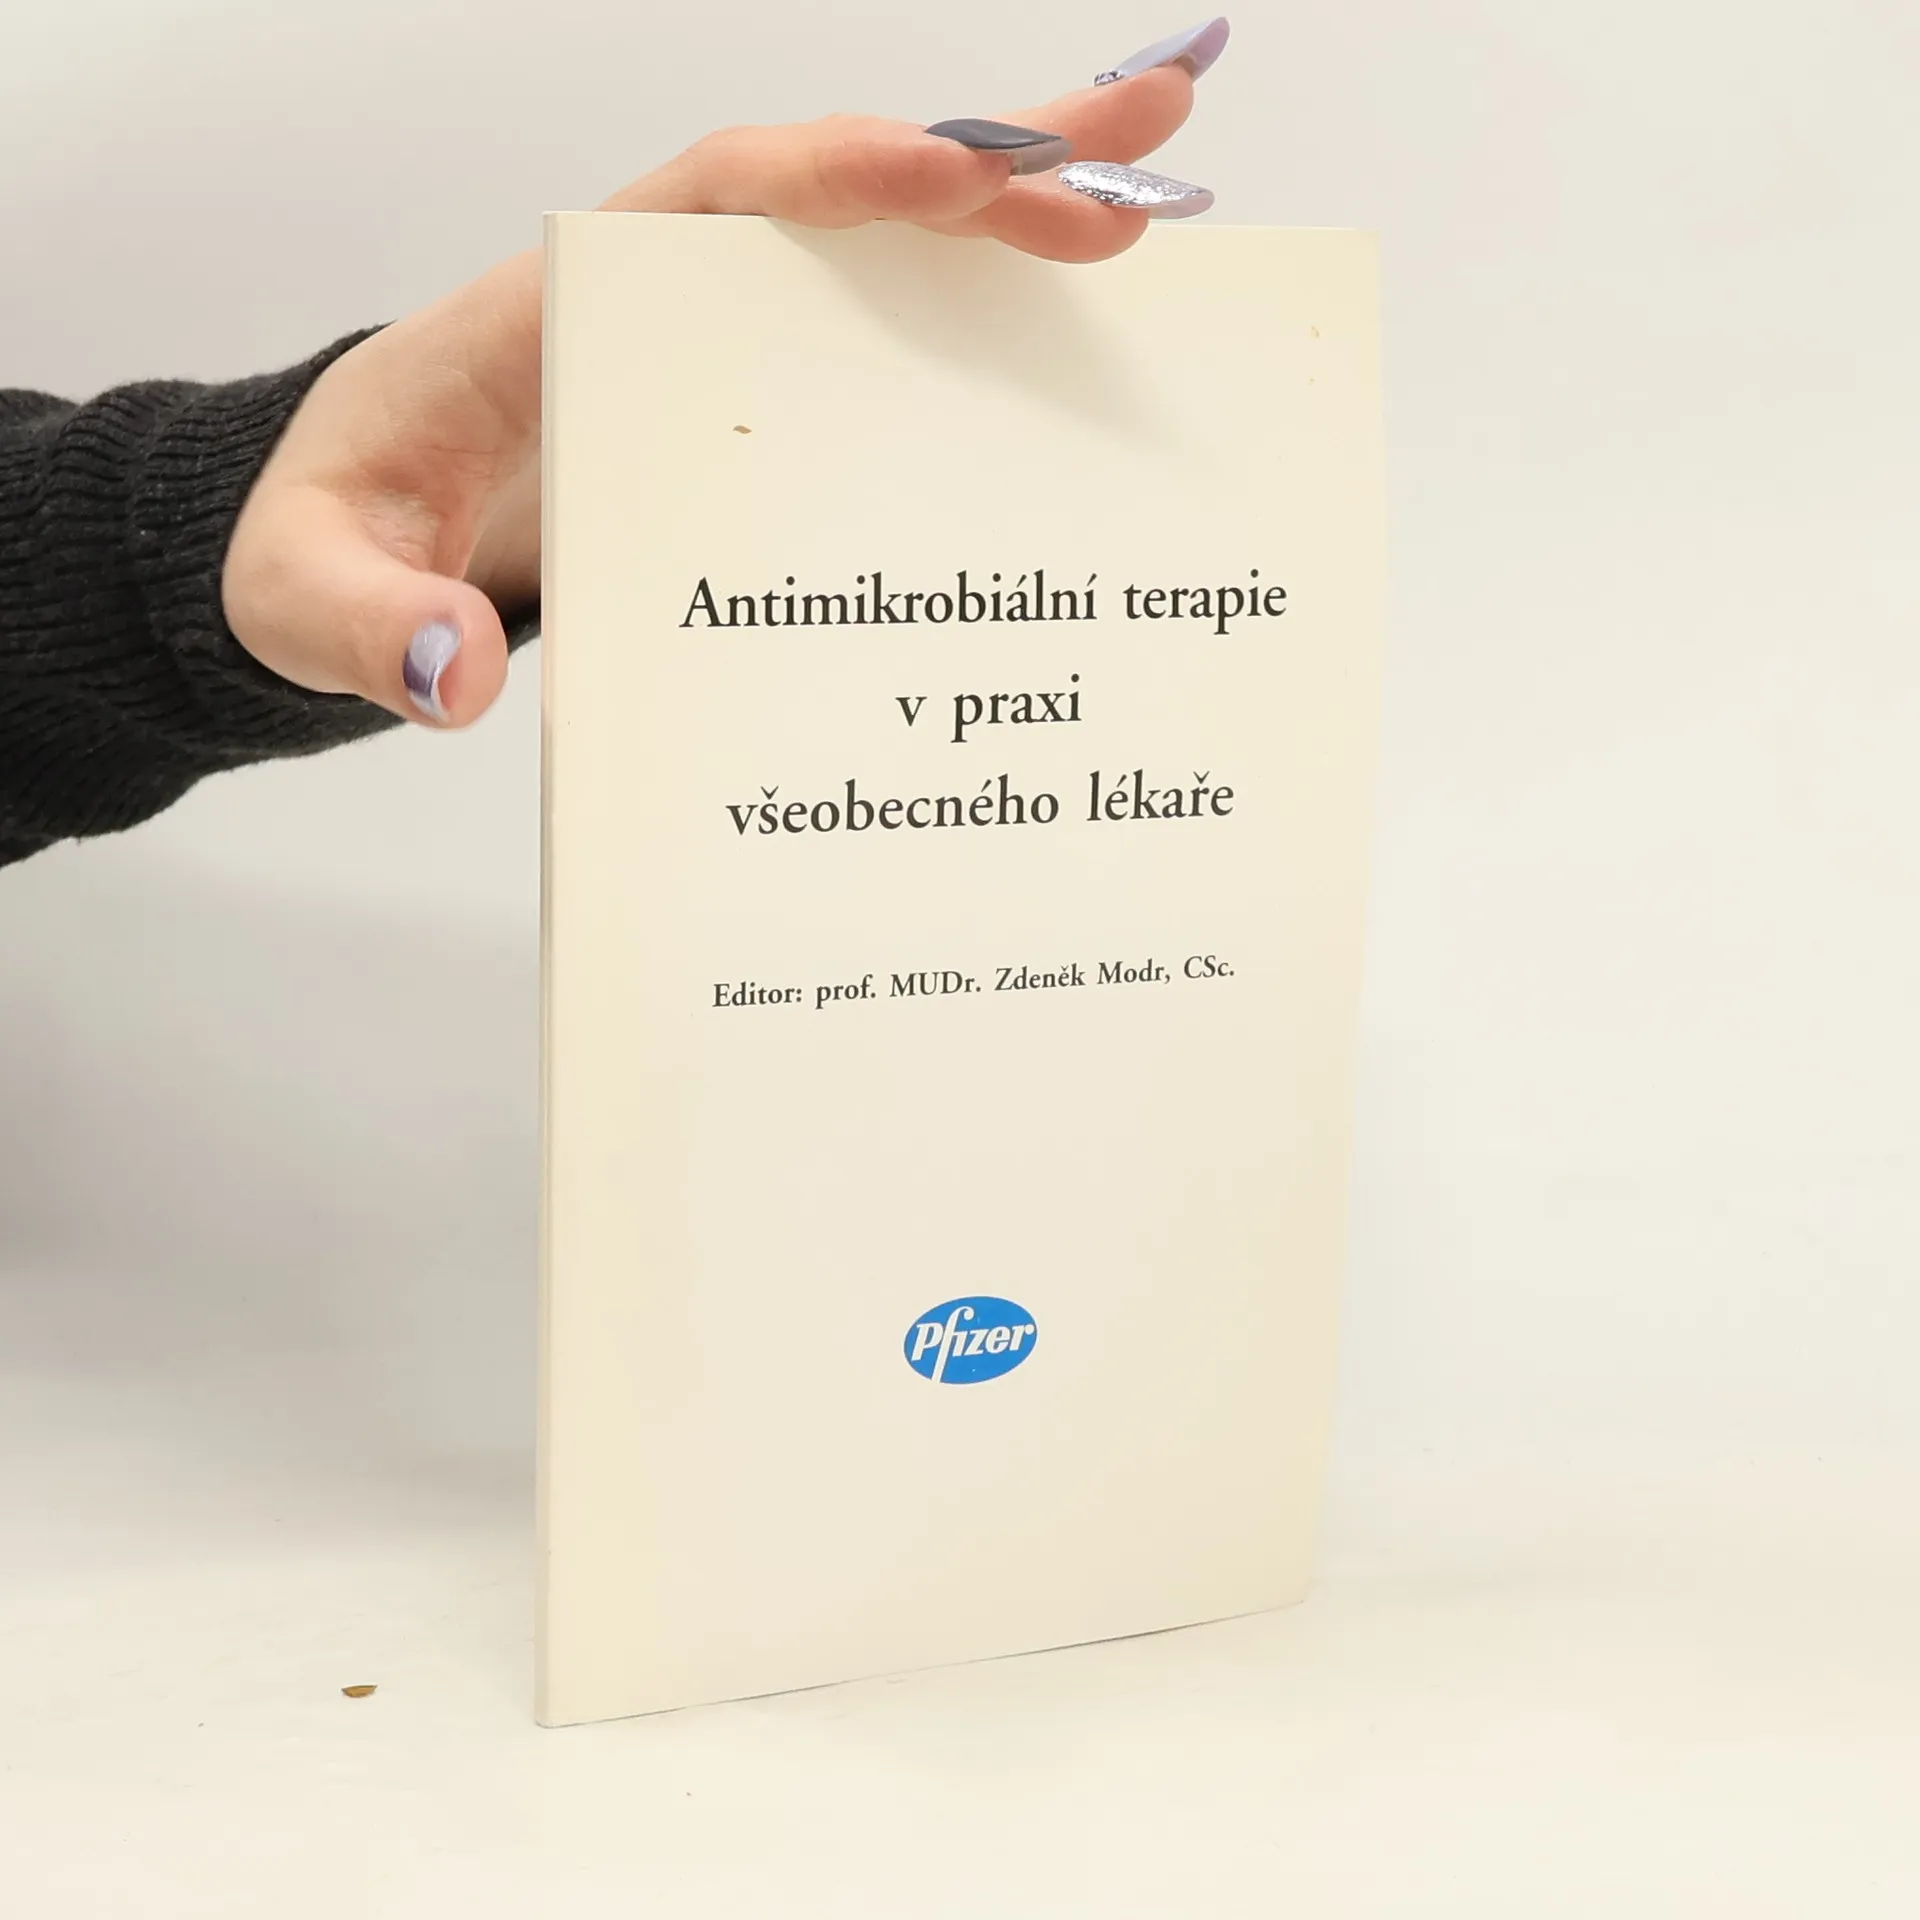 Antimikrobiální terapie
v praxi
všeobecného lékaře
Editor: prof. MUDr. Zdeněk Modr, CSc.
Pfizer